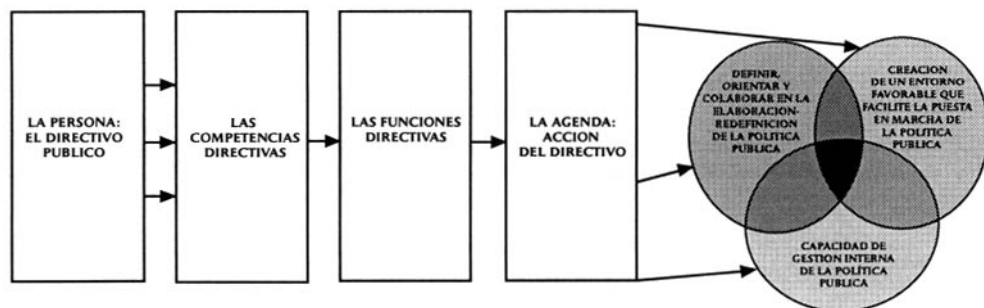 LA PERSONA:
EL DIRECTIVO
PUBLICO
LAS
COMPETENCIAS
DIRECTIVAS
LAS FUNCIONES
DIRECTIVAS
LA AGENDA:
ACCION
DEL DIRECTIVO
DEFINIR,
ORIENTAR Y
COLABORAR EN LA
ELABORACION-
REDEFINICION
DE LA POLITICA
PUBLICA
CREACION
DE UN ENTORNO
FAVORABLE QUE
FACILITE LA PUESTA
EN MARCHA DE
LA POLITICA
PUBLICA
CAPACIDAD DE
GESTION INTERNA
DE LA POLÍTICA
PUBLICA